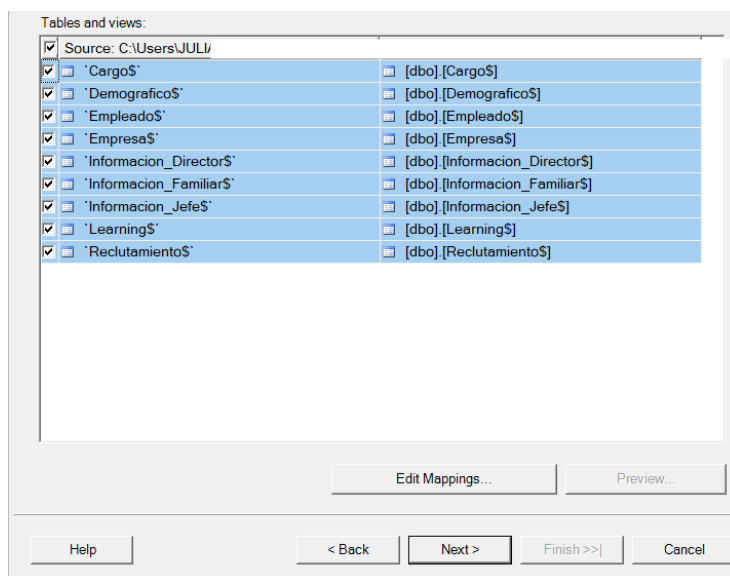 Tables and views:
Source: C:\Users\JULI
`Cargo$` [dbo].[Cargo$]
`Demografico$` [dbo].[Demografico$]
`Empleado$` [dbo].[Empleado$]
`Empresa$` [dbo].[Empresa$]
`Informacion_Director$` [dbo].[Informacion_Director$]
`Informacion_Familiar$` [dbo].[Informacion_Familiar$]
`Informacion_Jefe$` [dbo].[Informacion_Jefe$]
`Learning$` [dbo].[Learning$]
`Reclutamiento$` [dbo].[Reclutamiento$]
Edit Mappings... Preview...
Help < Back Next > Finish >>| Cancel